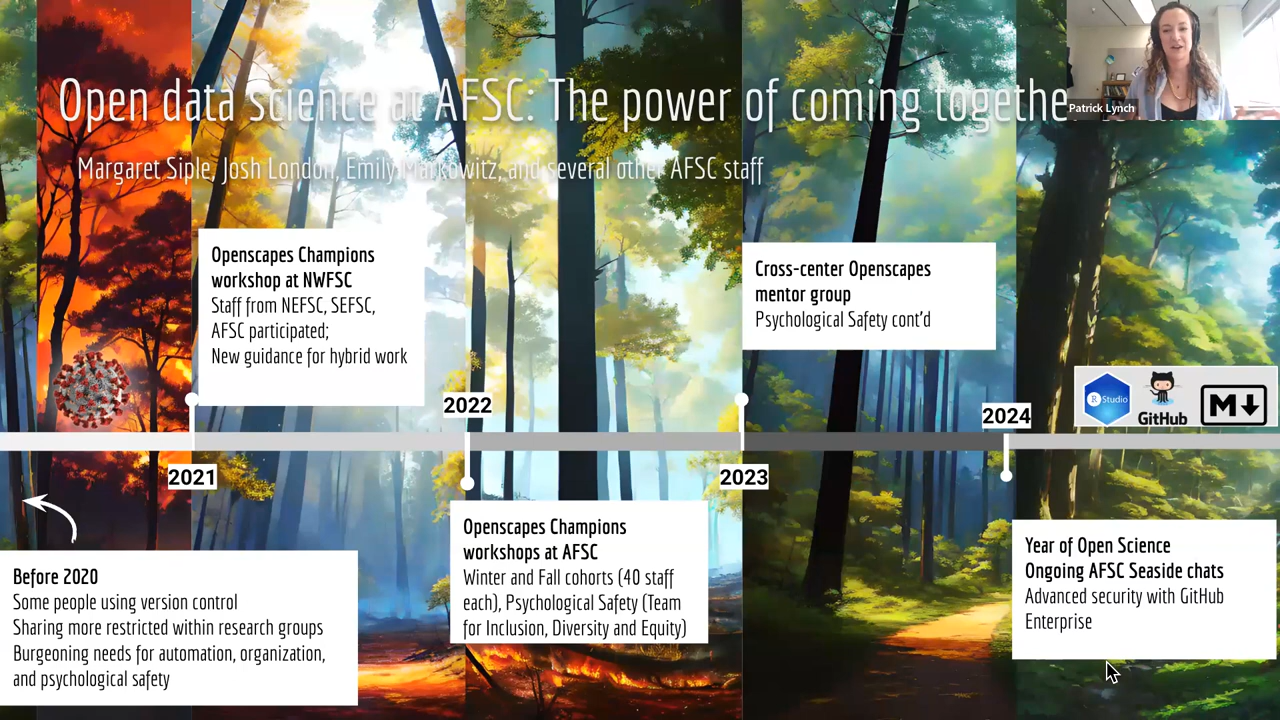 Open data science at AFSC: The power of coming togethe
Margaret Siple, Josh London, Emily Markowitz, and several other AFSC staff
Patrick Lynch
Openscapes Champions
workshop at NWFSC
Staff from NEFSC, SEFSC,
AFSC participated;
New guidance for hybrid work
Cross-center Openscapes
mentor group
Psychological Safety cont'd
R Studio
GitHub
M
2022
2024
2021
2023
Before 2020
Some people using version control
Sharing more restricted within research groups
Burgeoning needs for automation, organization,
and psychological safety
Openscapes Champions
workshops at AFSC
Winter and Fall cohorts (40 staff
each), Psychological Safety (Team
for Inclusion, Diversity and Equity)
Year of Open Science
Ongoing AFSC Seaside chats
Advanced security with GitHub
Enterprise